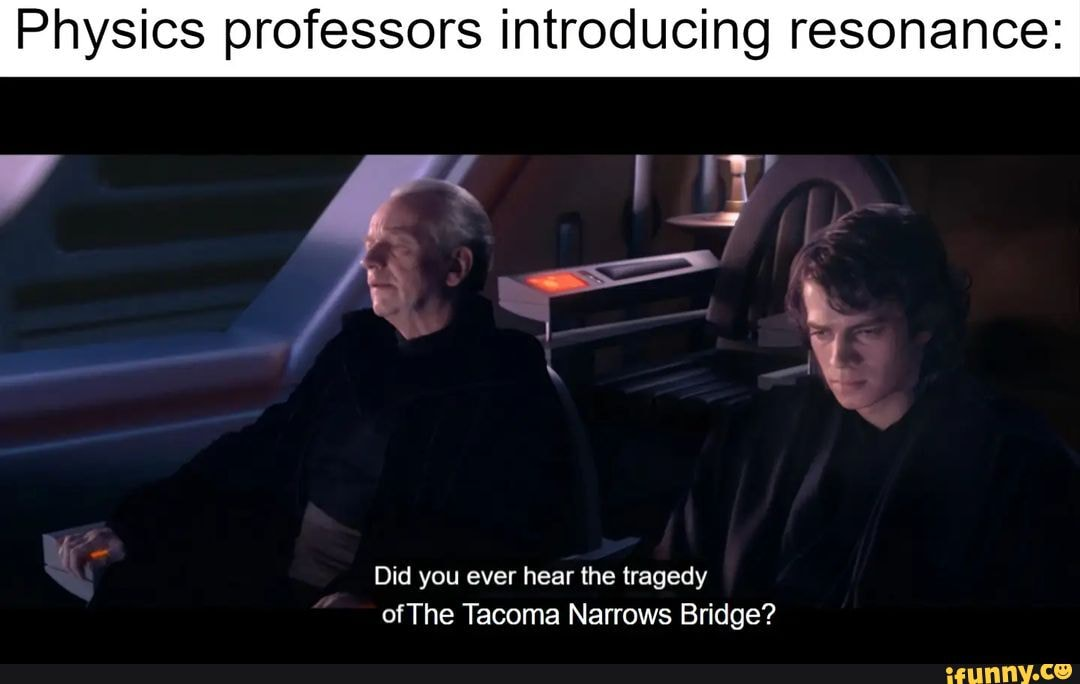 Physics professors introducing resonance:
Did you ever hear the tragedy
ofThe Tacoma Narrows Bridge?
ifunny.co